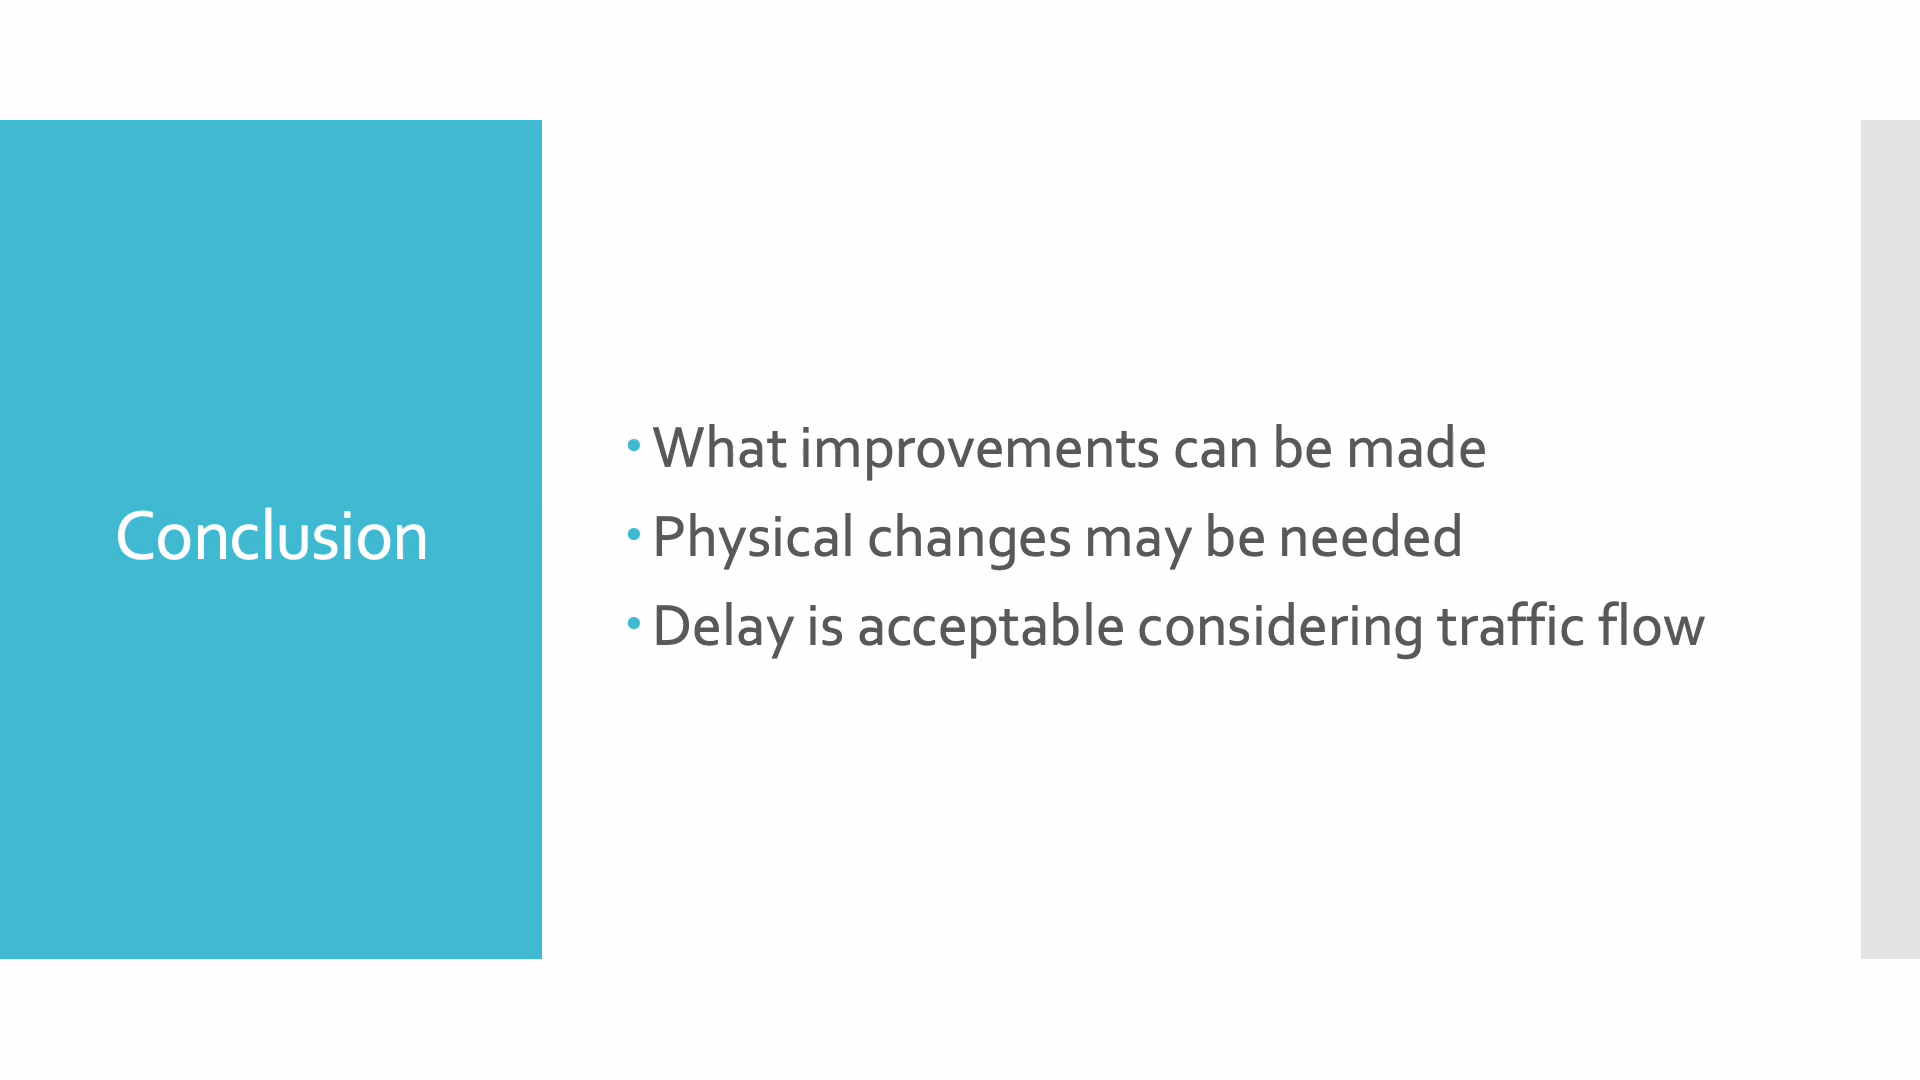 Conclusion
• What improvements can be made
• Physical changes may be needed
• Delay is acceptable considering traffic flow